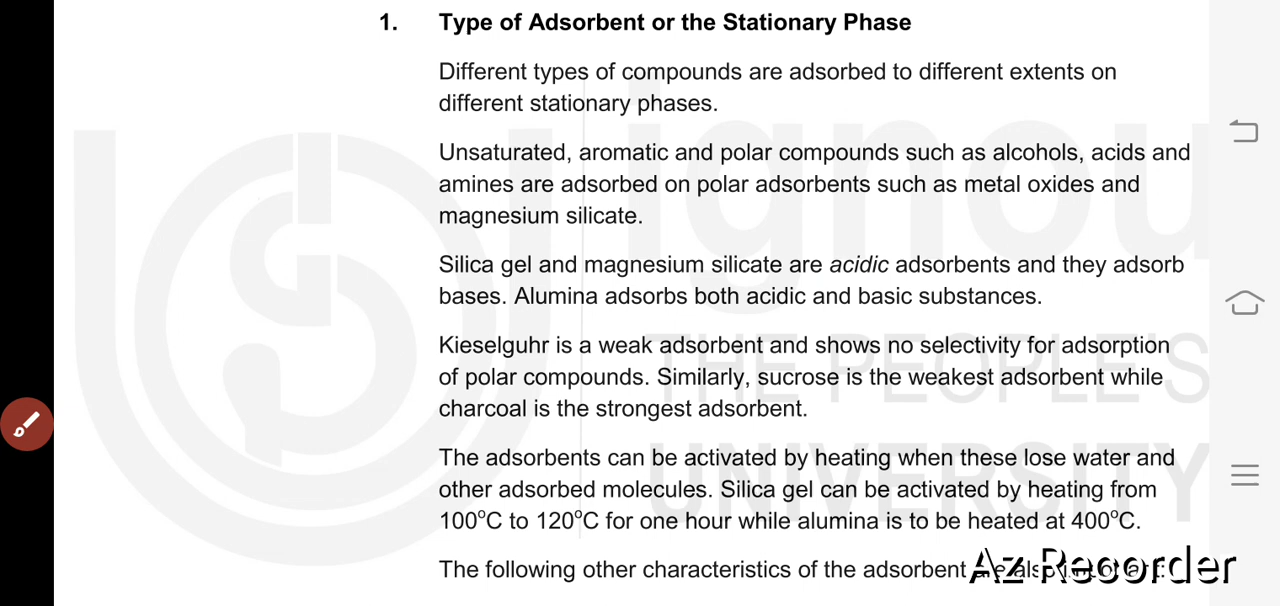 1. Type of Adsorbent or the Stationary Phase
Different types of compounds are adsorbed to different extents on
different stationary phases.
Unsaturated, aromatic and polar compounds such as alcohols, acids and
amines are adsorbed on polar adsorbents such as metal oxides and
magnesium silicate.
Silica gel and magnesium silicate are acidic adsorbents and they adsorb
bases. Alumina adsorbs both acidic and basic substances.
Kieselguhr is a weak adsorbent and shows no selectivity for adsorption
of polar compounds. Similarly, sucrose is the weakest adsorbent while
charcoal is the strongest adsorbent.
The adsorbents can be activated by heating when these lose water and
other adsorbed molecules. Silica gel can be activated by heating from
100°C to 120°C for one hour while alumina is to be heated at 400°C.
The following other characteristics of the adsorbent
Az Recorder
ignou
THE PEOPLE'S
UNIVERSITY